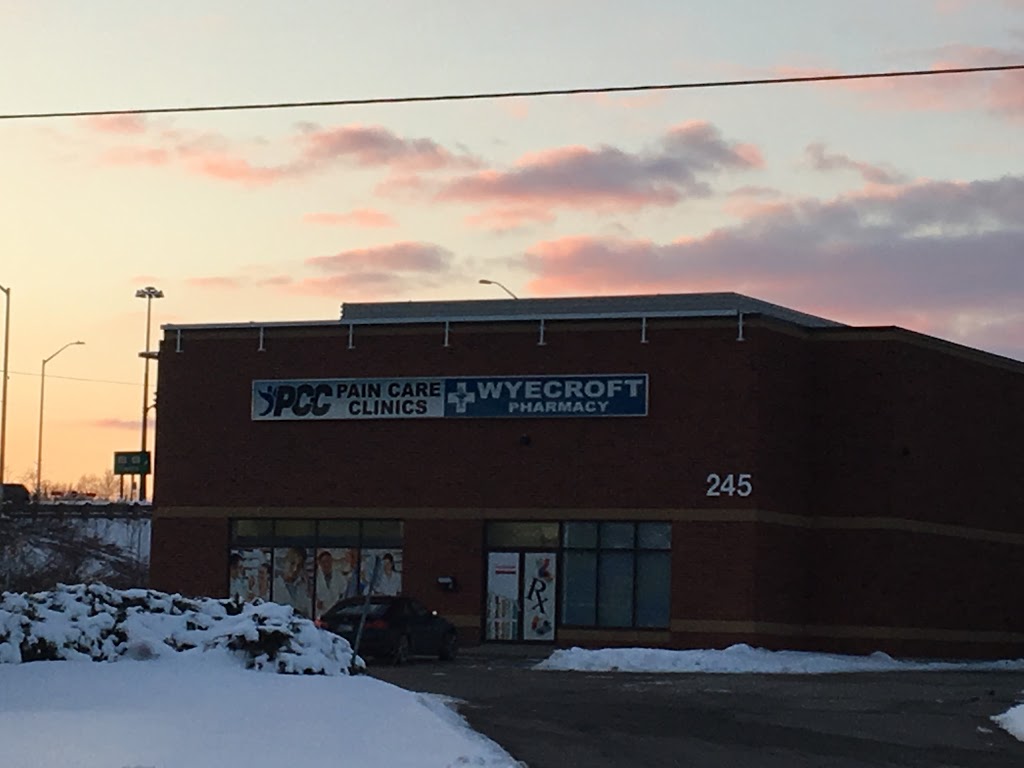 PCC PAIN CARE CLINICS
WYECROFT PHARMACY
245
Rx